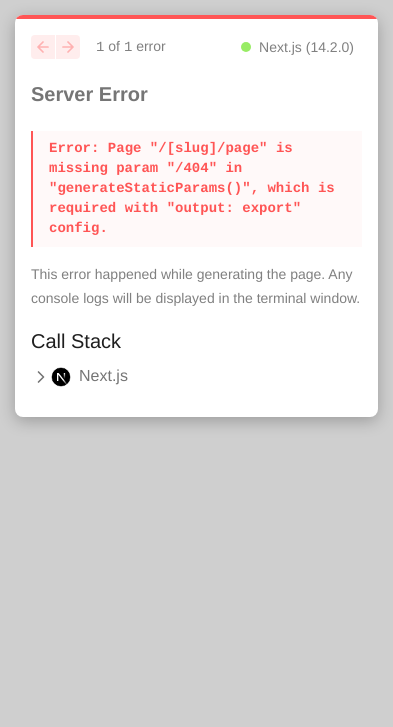 1 of 1 error
Next.js (14.2.0)
Server Error
Error: Page "/[slug]/page" is
missing param "/404" in
"generateStaticParams()", which is
required with "output: export"
config.
This error happened while generating the page. Any
console logs will be displayed in the terminal window.
Call Stack
N Next.js